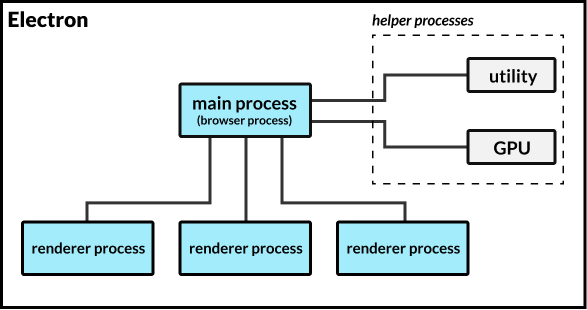 Electron
helper processes
utility
main process
(browser process)
GPU
renderer process
renderer process
renderer process